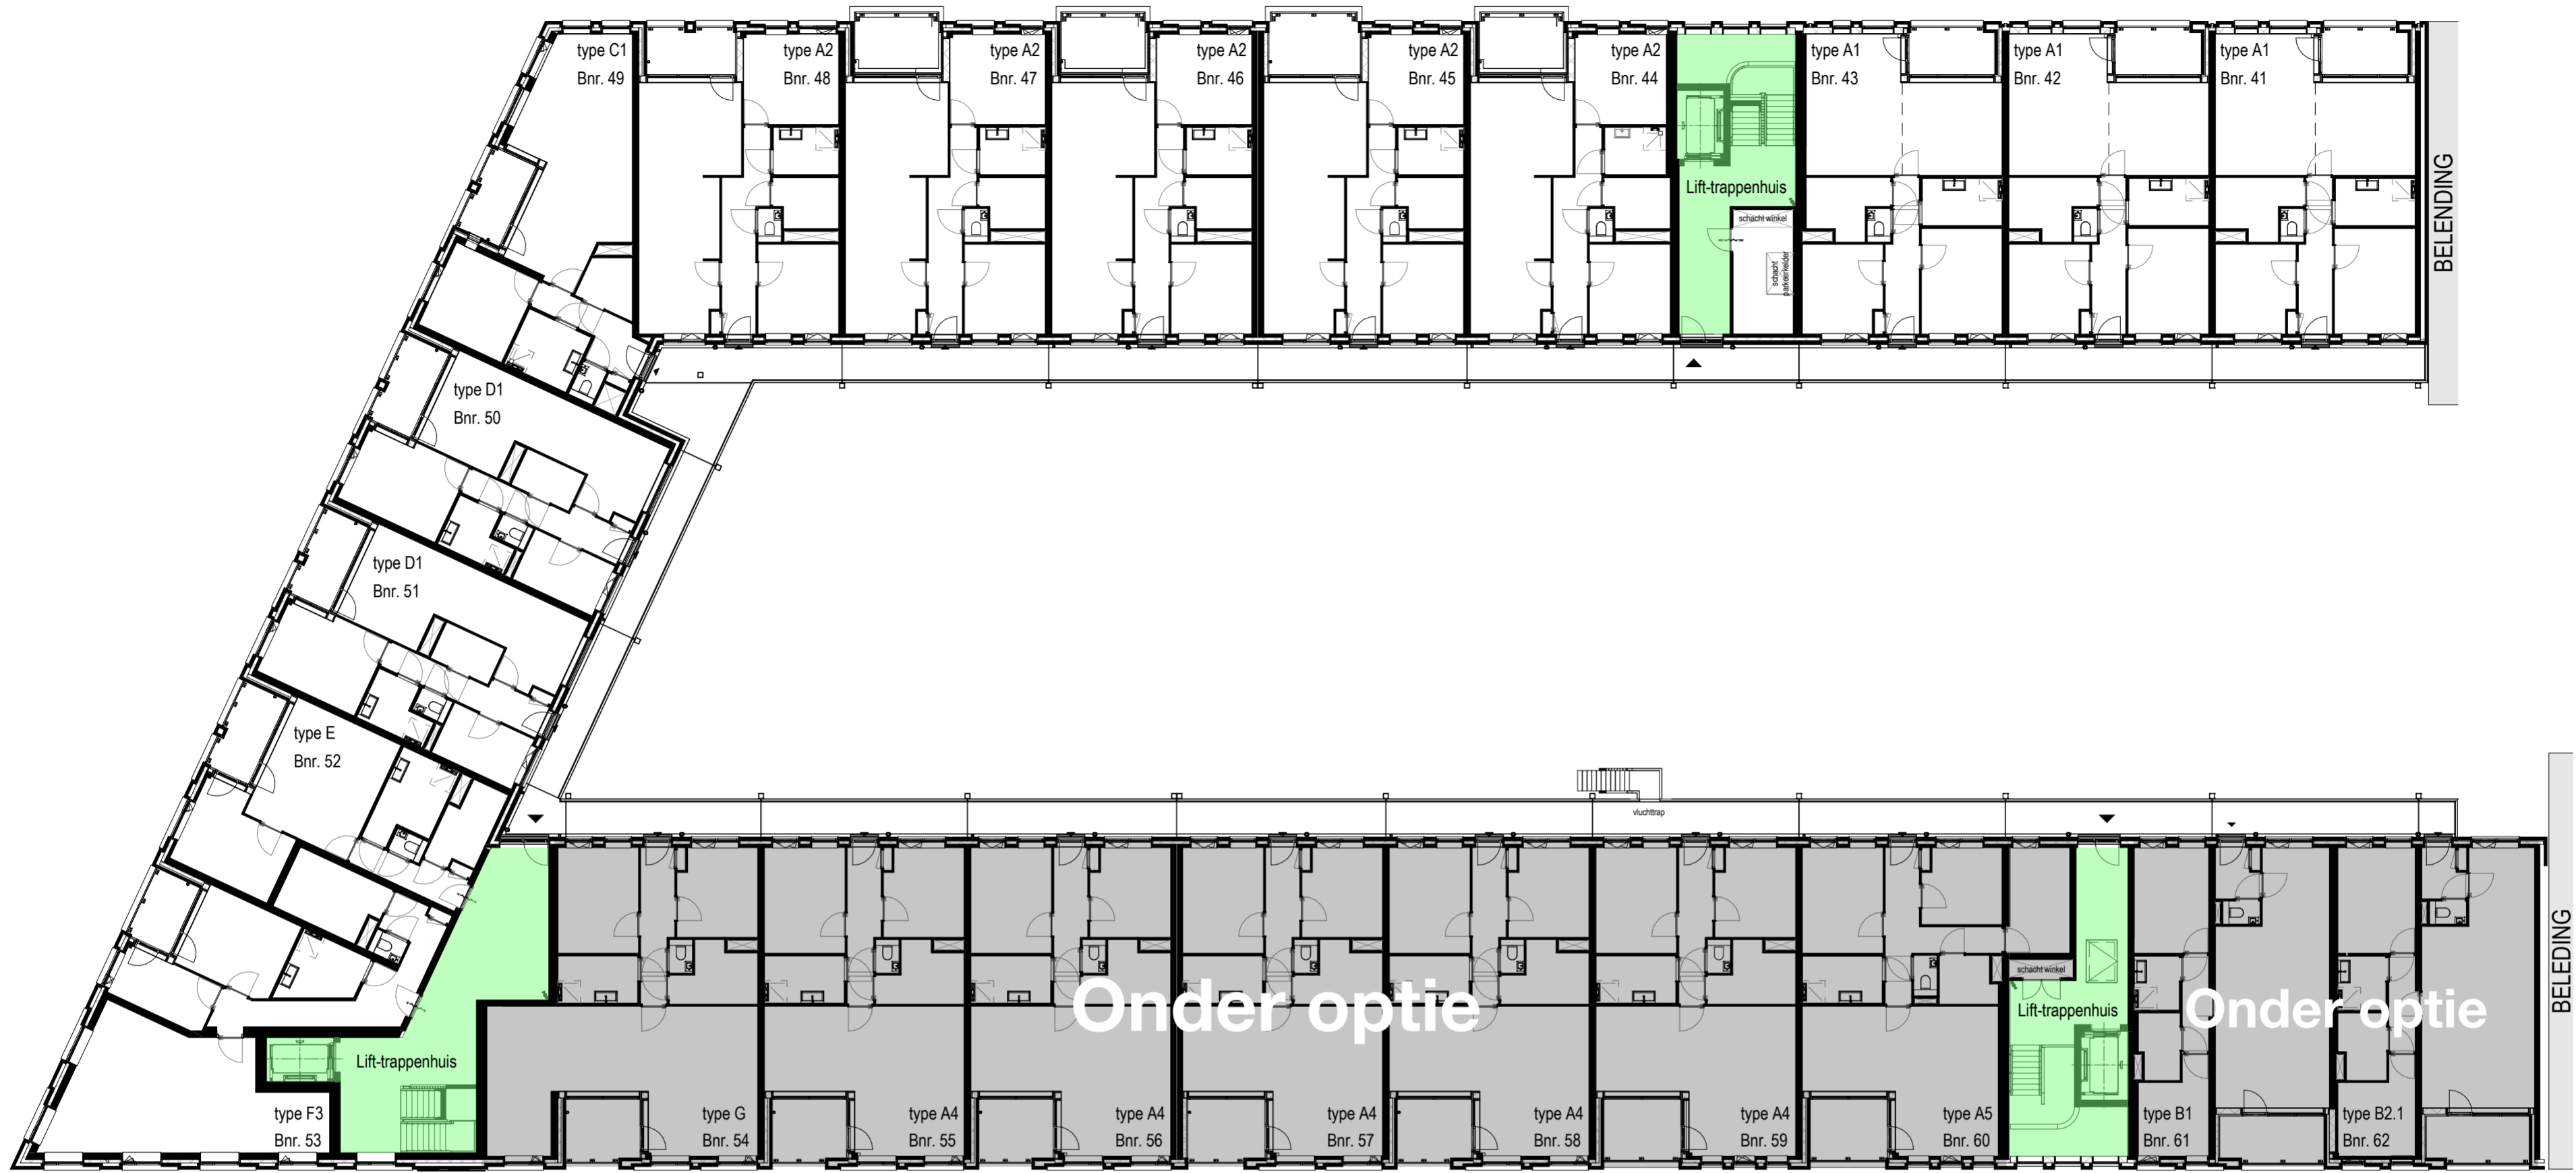 type C1
Bnr. 49
type A2
Bnr. 48
type A2
Bnr. 47
type A2
Bnr. 46
type A2
Bnr. 45
type A2
Bnr. 44
type A1
Bnr. 43
type A1
Bnr. 42
type A1
Bnr. 41
Lift-trappenhuis
schacht winkel
schacht
parkeerkelder
BELENDING
type D1
Bnr. 50
type D1
Bnr. 51
type E
Bnr. 52
vluchttrap
BELEDING
schacht winkel
Onder optie
Lift-trappenhuis
Onder optie
Lift-trappenhuis
type F3
Bnr. 53
type G
Bnr. 54
type A4
Bnr. 55
type A4
Bnr. 56
type A4
Bnr. 57
type A4
Bnr. 58
type A4
Bnr. 59
type A5
Bnr. 60
type B1
Bnr. 61
type B2.1
Bnr. 62